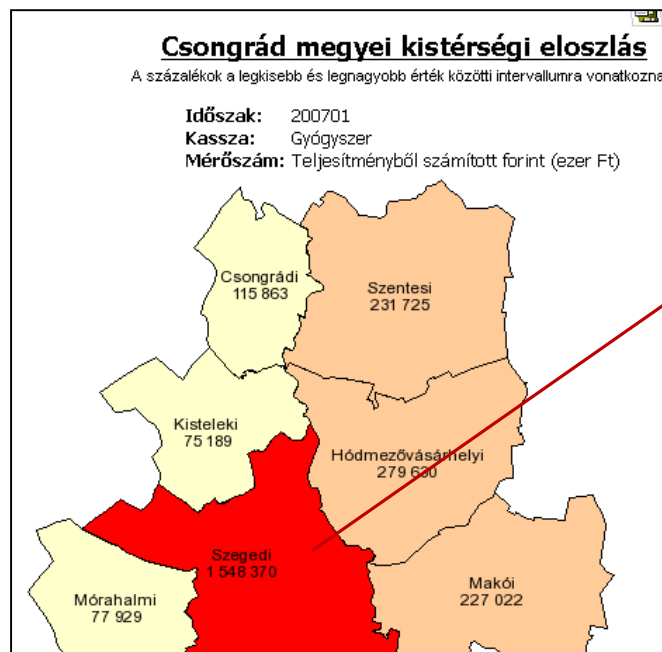 Csongrád megyei kistérségi eloszlás
A százalékok a legkisebb és legnagyobb érték közötti intervallumra vonatkozna
Időszak: 200701
Kassza: Gyógyszer
Mérőszám: Teljesítményből számított forint (ezer Ft)
Csongrádi
115 863
Szentesi
231 725
Kisteleki
75 189
Hódmezővásárhelyi
279 630
Szegedi
1 548 370
Mórahalmi
77 929
Makói
227 022